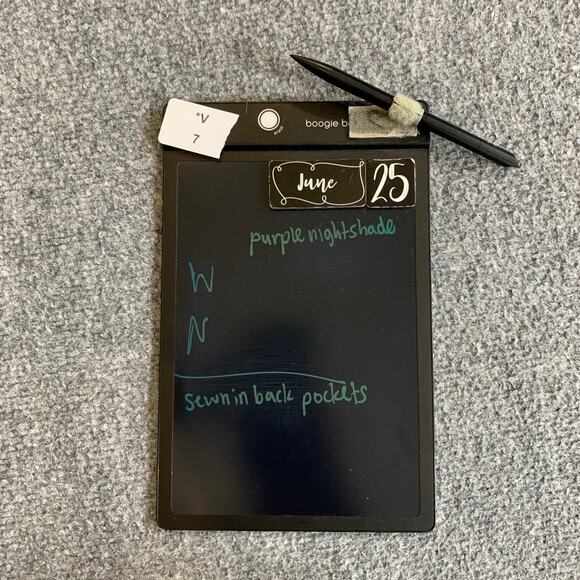 *V
7
boogie b
June 25
purple nightshade
W
N
sewn in back pockets